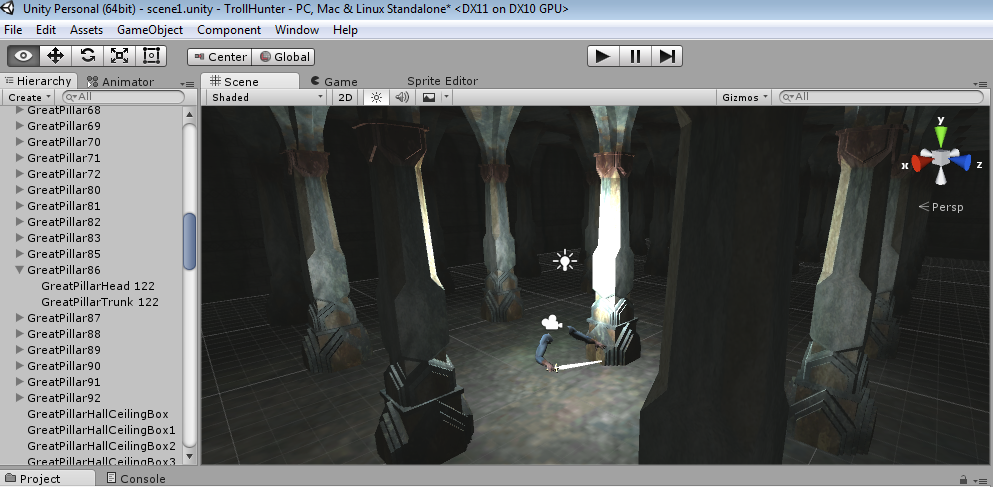 Unity Personal (64bit) - scene1.unity - TrollHunter - PC, Mac & Linux Standalone* <DX11 on DX10 GPU>
File Edit Assets GameObject Component Window Help
Center Global
Hierarchy Animator Scene Game Sprite Editor
Create All Shaded 2D Gizmos All
GreatPillar68
GreatPillar69
GreatPillar70
GreatPillar71
GreatPillar72
GreatPillar80
GreatPillar81
GreatPillar82
GreatPillar83
GreatPillar85
GreatPillar86
GreatPillarHead 122
GreatPillarTrunk 122
GreatPillar87
GreatPillar88
GreatPillar89
GreatPillar90
GreatPillar91
GreatPillar92
GreatPillarHallCeilingBox
GreatPillarHallCeilingBox1
GreatPillarHallCeilingBox2
GreatPillarHallCeilingBox3
y
x z
Persp
Project Console